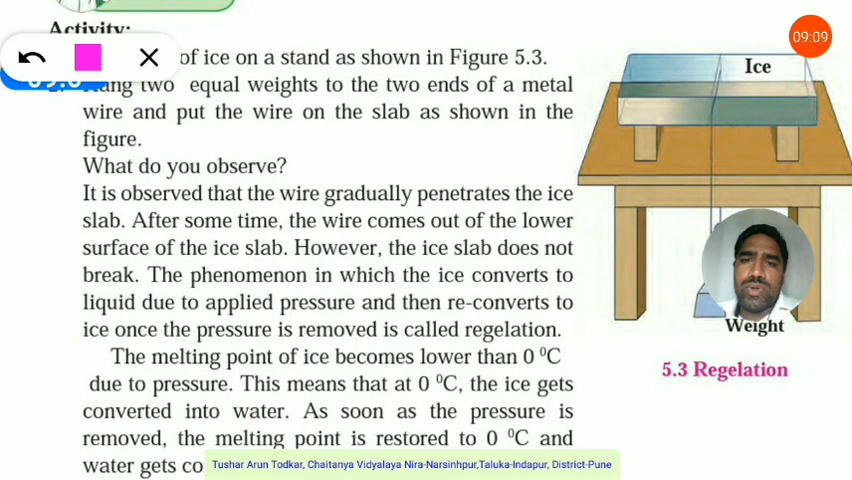 Activity:
of ice on a stand as shown in Figure 5.3.
two equal weights to the two ends of a metal
wire and put the wire on the slab as shown in the
figure.
What do you observe?
It is observed that the wire gradually penetrates the ice
slab. After some time, the wire comes out of the lower
surface of the ice slab. However, the ice slab does not
break. The phenomenon in which the ice converts to
liquid due to applied pressure and then re-converts to
ice once the pressure is removed is called regelation.
The melting point of ice becomes lower than 0 ⁰C
due to pressure. This means that at 0 ⁰C, the ice gets
converted into water. As soon as the pressure is
removed, the melting point is restored to 0 ⁰C and
water gets
Ice
Weight
5.3 Regelation
09:09
Tushar Arun Todkar, Chaitanya Vidyalaya Nira-Narsinhpur,Taluka-Indapur, District-Pune